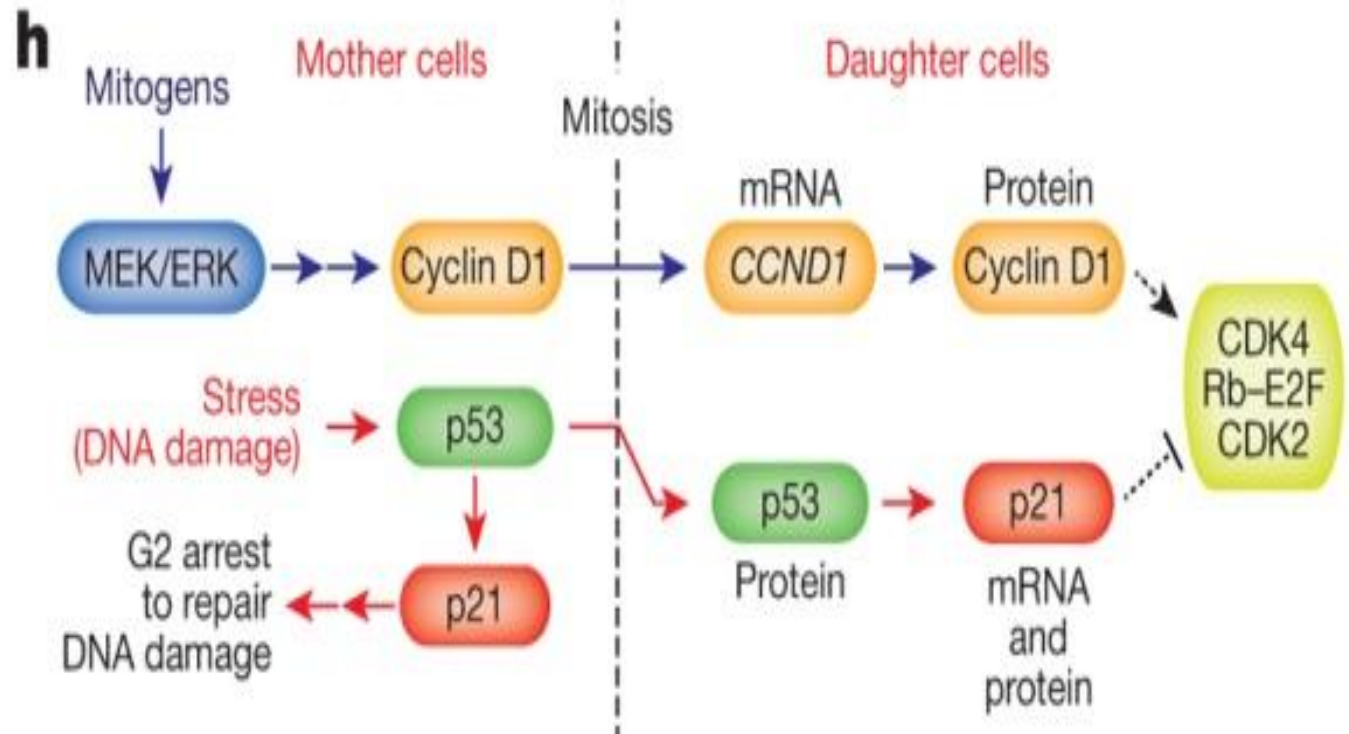 h
Mother cells
Daughter cells
Mitogens
Mitosis
mRNA
Protein
MEK/ERK
Cyclin D1
CCND1
Cyclin D1
CDK4
Rb–E2F
CDK2
Stress
(DNA damage)
p53
p53
p21
Protein
mRNA
and
protein
G2 arrest
to repair
DNA damage
p21